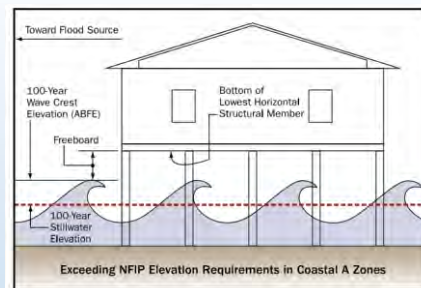 Toward Flood Source
100-Year
Wave Crest
Elevation (ABFE)
Bottom of
Lowest Horizontal
Structural Member
Freeboard
100-Year
Stillwater
Elevation
Exceeding NFIP Elevation Requirements in Coastal A Zones